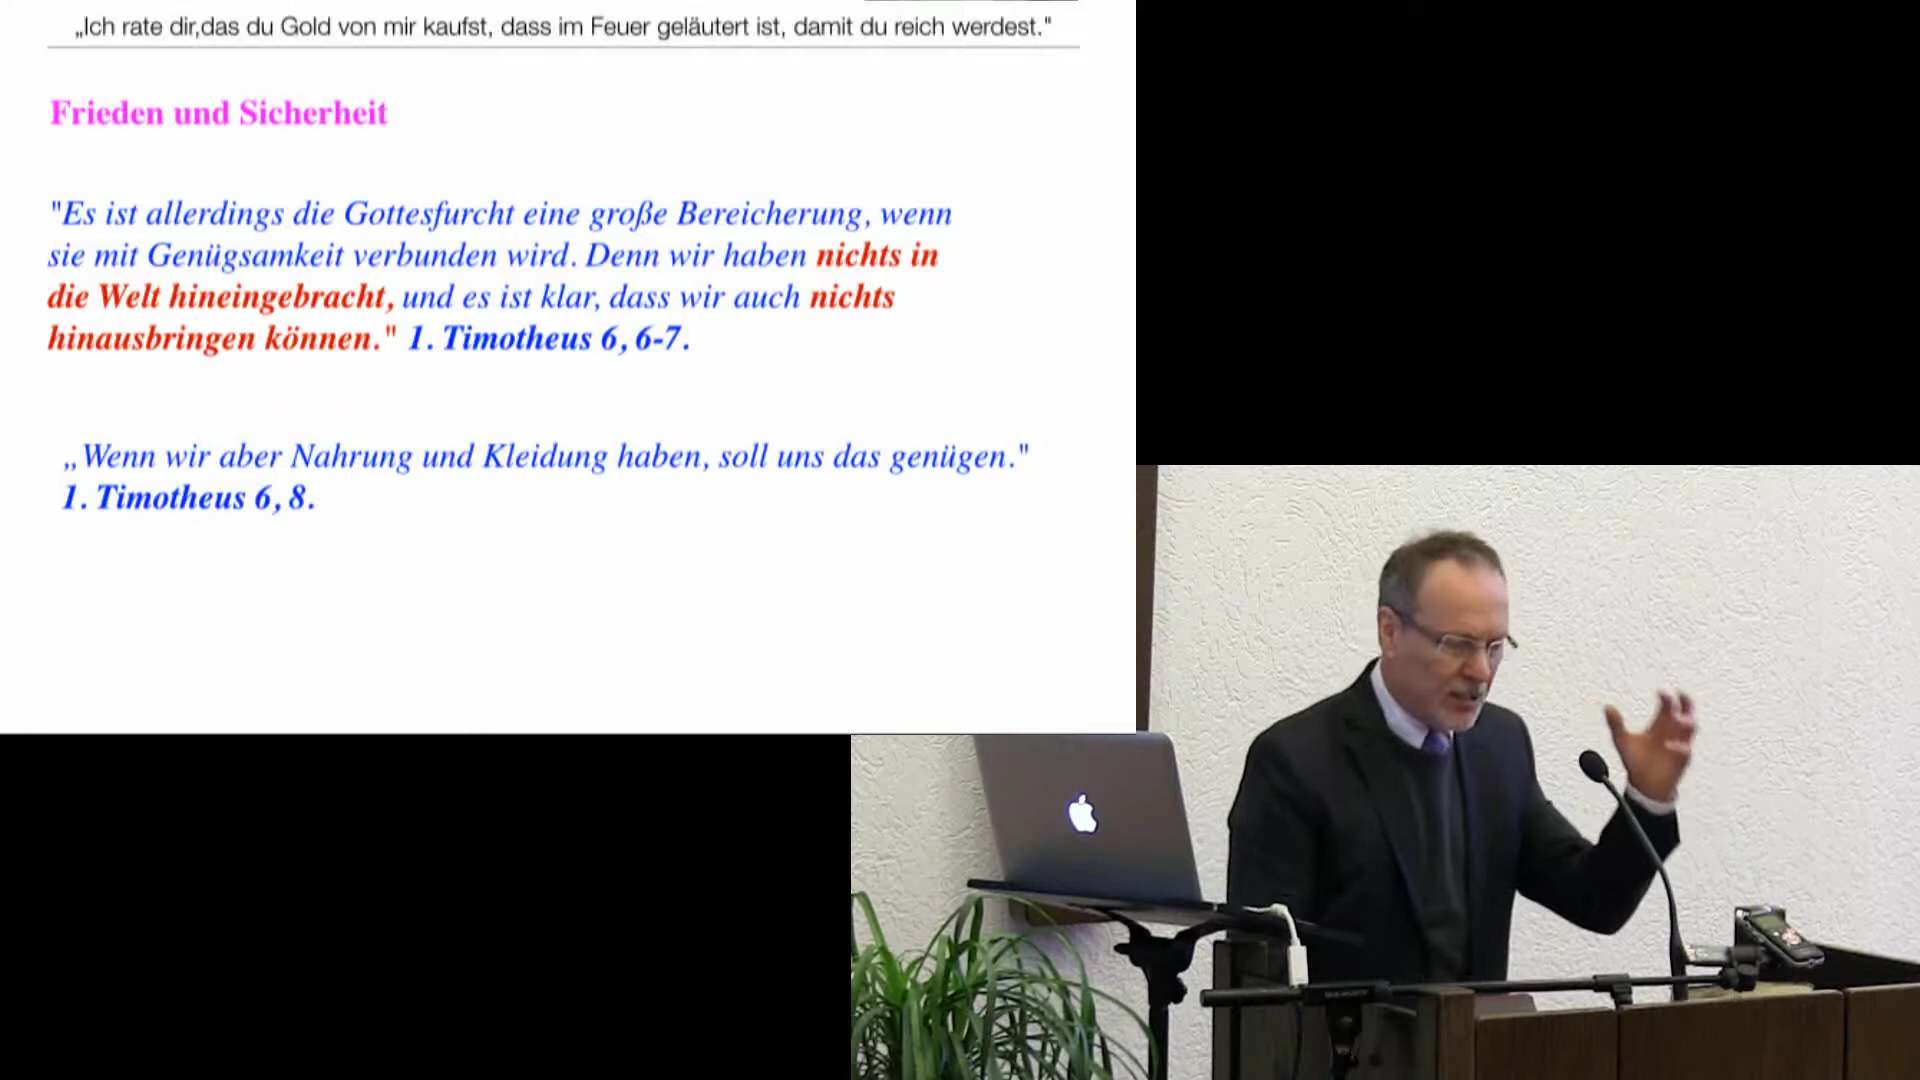 „Ich rate dir,das du Gold von mir kaufst, dass im Feuer geläutert ist, damit du reich werdest."
Frieden und Sicherheit
"Es ist allerdings die Gottesfurcht eine große Bereicherung, wenn
sie mit Genügsamkeit verbunden wird. Denn wir haben nichts in
die Welt hineingebracht, und es ist klar, dass wir auch nichts
hinausbringen können." 1. Timotheus 6, 6-7.
„Wenn wir aber Nahrung und Kleidung haben, soll uns das genügen."
1. Timotheus 6, 8.